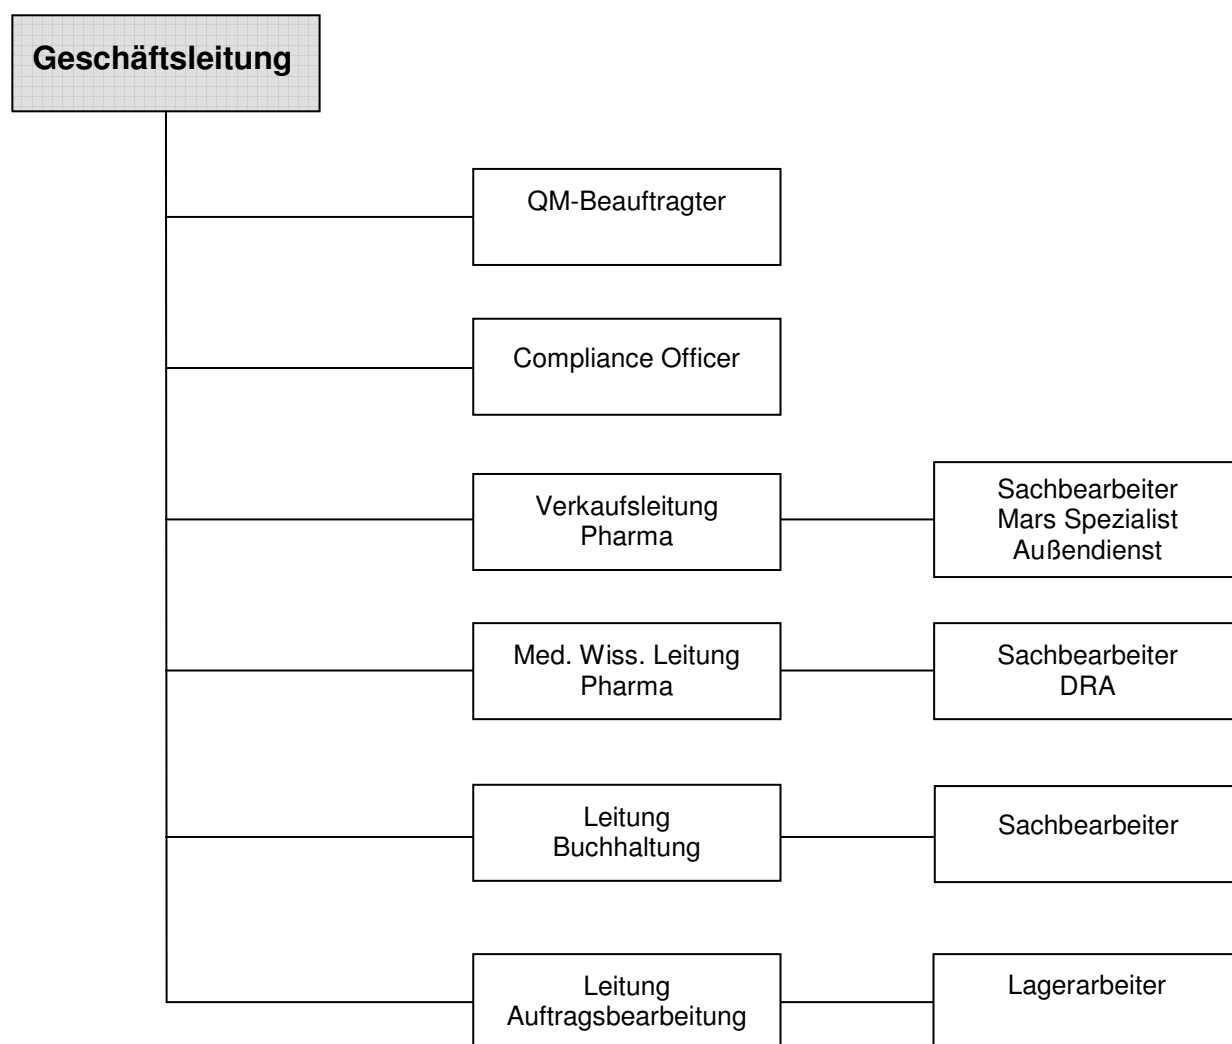 Geschäftsleitung
QM-Beauftragter
Compliance Officer
Verkaufsleitung
Pharma
Sachbearbeiter
Mars Spezialist
Außendienst
Med. Wiss. Leitung
Pharma
Sachbearbeiter
DRA
Leitung
Buchhaltung
Sachbearbeiter
Leitung
Auftragsbearbeitung
Lagerarbeiter